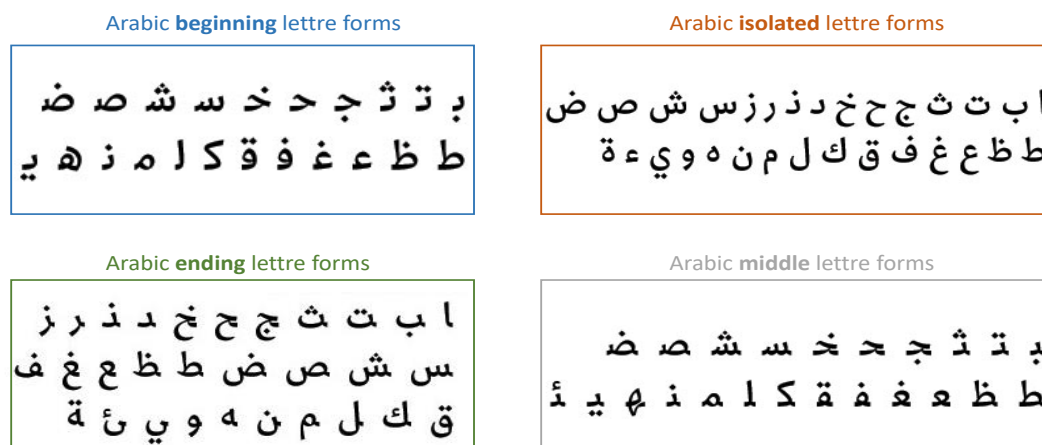 Arabic beginning lettre forms
بـ تـ ثـ جـ حـ خـ سـ شـ صـ ضـ
طـ ظـ عـ غـ فـ قـ كـ لـ مـ نـ هـ يـ
Arabic isolated lettre forms
ا ب ت ث ج ح خ د ذ ر ز س ش ص ض
ط ظ ع غ ف ق ك ل م ن ه و ي ء ة
Arabic ending lettre forms
ـا ـب ـت ـث ـج ـح ـخ ـد ـذ ـر ـز
ـس ـش ـص ـض ـط ـظ ـع ـغ ـف
ـق ـك ـل ـم ـن ـه ـو ـي ـئ ـة
Arabic middle lettre forms
ـبـ ـتـ ـثـ ـجـ ـحـ ـخـ ـسـ ـشـ ـصـ ـضـ
ـطـ ـظـ ـعـ ـغـ ـفـ ـقـ ـكـ ـلـ ـمـ ـنـ ـهـ ـيـ ـئـ